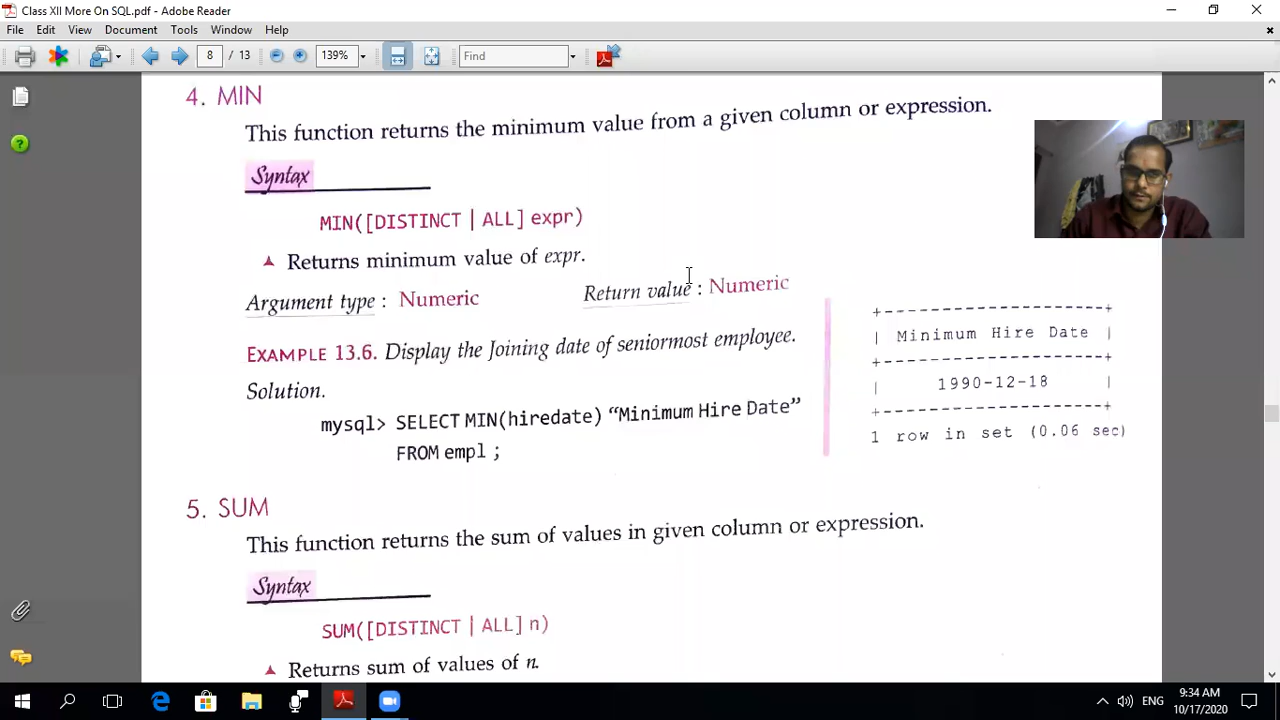 Class XII More On SQL.pdf - Adobe Reader
File Edit View Document Tools Window Help
8 / 13 139% Find
4. MIN
This function returns the minimum value from a given column or expression.
Syntax
MIN([DISTINCT | ALL] expr)
Returns minimum value of expr.
Argument type : Numeric Return value : Numeric
EXAMPLE 13.6. Display the Joining date of seniormost employee.
Solution.
mysql> SELECT MIN(hiredate) “Minimum Hire Date”
FROM empl ;
+--------------------+
| Minimum Hire Date |
+--------------------+
| 1990-12-18 |
+--------------------+
1 row in set (0.06 sec)
5. SUM
This function returns the sum of values in given column or expression.
Syntax
SUM([DISTINCT | ALL] n)
Returns sum of values of n.
ENG
9:34 AM
10/17/2020